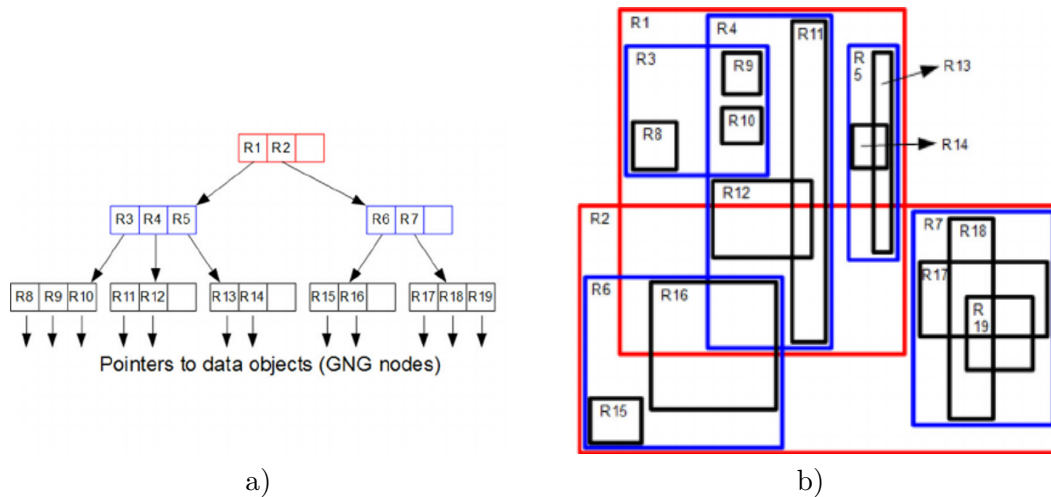 R1 R2
R3 R4 R5
R6 R7
R8 R9 R10
R11 R12
R13 R14
R15 R16
R17 R18 R19
Pointers to data objects (GNG nodes)
a)
R1
R4
R11
R3
R9
R
5
R13
R10
R8
R14
R12
R2
R7
R18
R17
R6
R16
R
19
R15
b)